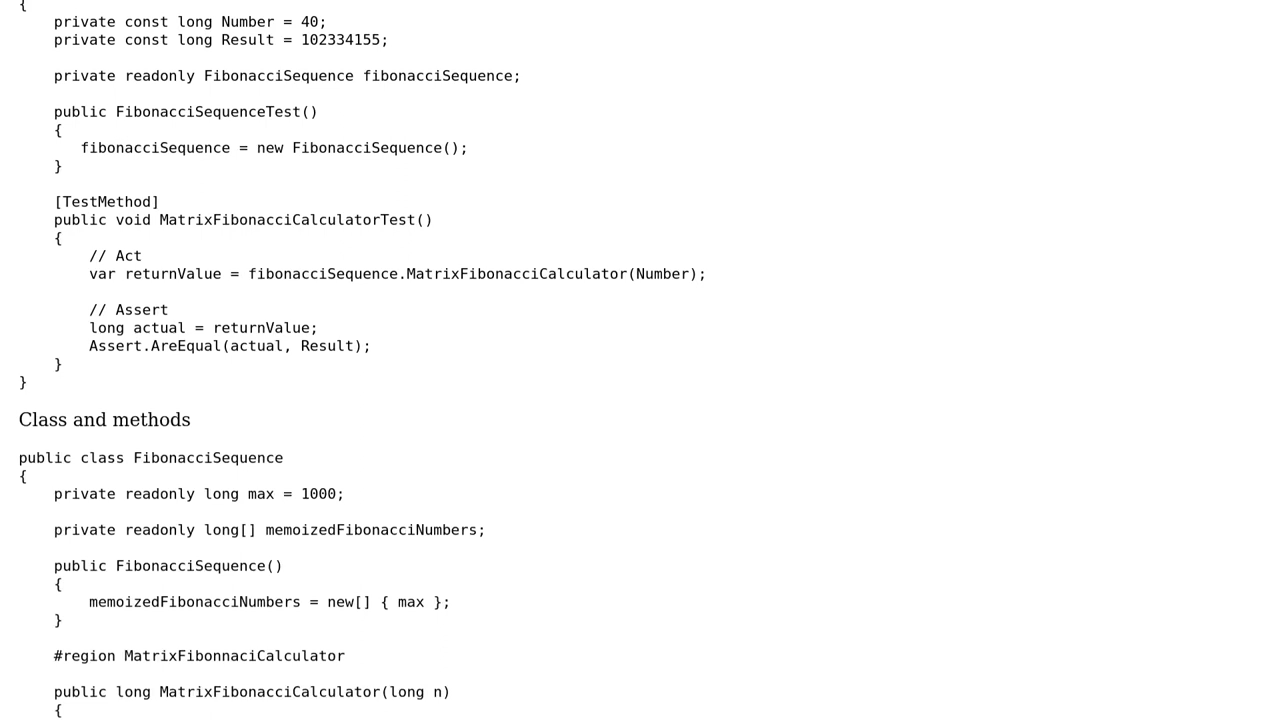 {
    private const long Number = 40;
    private const long Result = 102334155;

    private readonly FibonacciSequence fibonacciSequence;

    public FibonacciSequenceTest()
    {
       fibonacciSequence = new FibonacciSequence();
    }

    [TestMethod]
    public void MatrixFibonacciCalculatorTest()
    {
        // Act
        var returnValue = fibonacciSequence.MatrixFibonacciCalculator(Number);

        // Assert
        long actual = returnValue;
        Assert.AreEqual(actual, Result);
    }
}
Class and methods
public class FibonacciSequence
{
    private readonly long max = 1000;

    private readonly long[] memoizedFibonacciNumbers;

    public FibonacciSequence()
    {
        memoizedFibonacciNumbers = new[] { max };
    }

    #region MatrixFibonnaciCalculator

    public long MatrixFibonacciCalculator(long n)
    {